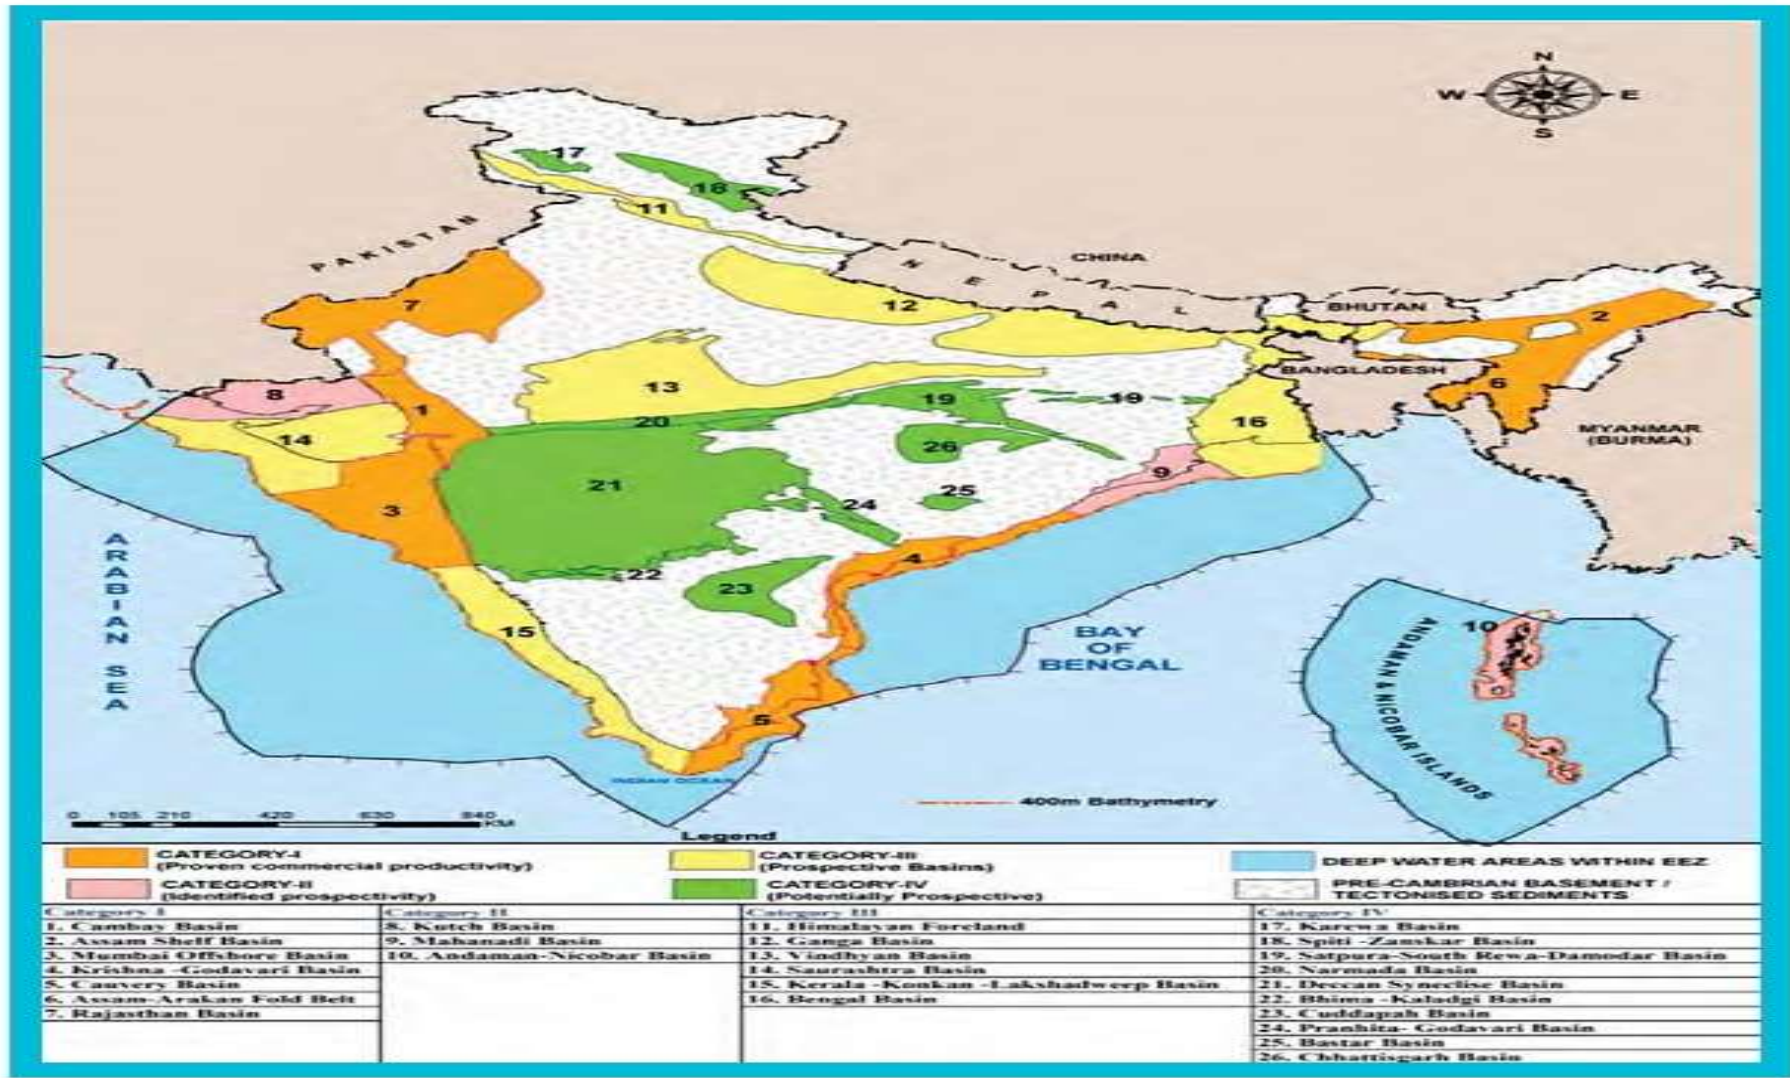 N
W E
S
17
18
11
PAKISTAN
CHINA
NEPAL
7
12
BHUTAN
2
BANGLADESH
6
8
13
1
19
19
20
14
26
16
MYANMAR
(BURMA)
9
21
25
24
3
4
22
23
ARABIAN SEA
15
BAY
OF
BENGAL
10
ANDAMAN & NICOBAR ISLANDS
5
INDIAN OCEAN
0 105 210 420 630 840
KM
400m Bathymetry
Legend
CATEGORY-I
(Proven commercial productivity)
CATEGORY-II
(Identified prospectivity)
CATEGORY-III
(Prospective Basins)
CATEGORY-IV
(Potentially Prospective)
DEEP WATER AREAS WITHIN EEZ
PRE-CAMBRIAN BASEMENT /
TECTONISED SEDIMENTS
Category I
1. Cambay Basin
2. Assam Shelf Basin
3. Mumbai Offshore Basin
4. Krishna -Godavari Basin
5. Cauvery Basin
6. Assam-Arakan Fold Belt
7. Rajasthan Basin
Category II
8. Kutch Basin
9. Mahanadi Basin
10. Andaman-Nicobar Basin
Category III
11. Himalayan Foreland
12. Ganga Basin
13. Vindhyan Basin
14. Saurashtra Basin
15. Kerala -Konkan -Lakshadweep Basin
16. Bengal Basin
Category IV
17. Karewa Basin
18. Spiti -Zanskar Basin
19. Satpura-South Rewa-Damodar Basin
20. Narmada Basin
21. Deccan Syneclise Basin
22. Bhima -Kaladgi Basin
23. Cuddapah Basin
24. Pranhita- Godavari Basin
25. Bastar Basin
26. Chhattisgarh Basin